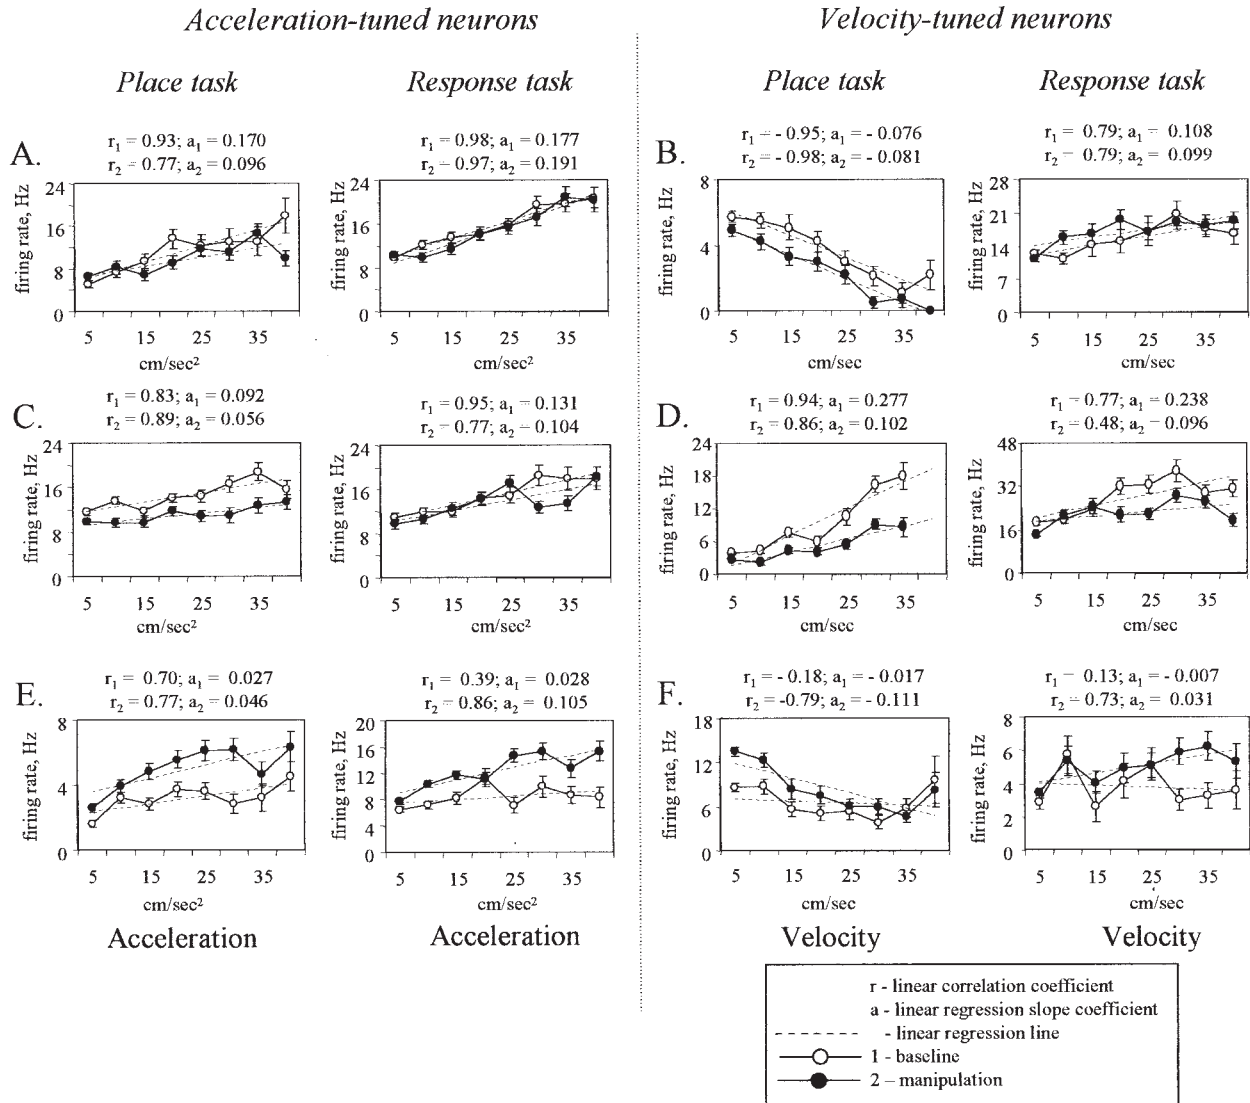 Acceleration-tuned neurons
Velocity-tuned neurons
Place task
Response task
Place task
Response task
A.
r1 = 0.93; a1 = 0.170
r2 = 0.77; a2 = 0.096
r1 = 0.98; a1 = 0.177
r2 = 0.97; a2 = 0.191
B.
r1 = - 0.95; a1 = - 0.076
r2 = - 0.98; a2 = - 0.081
r1 = 0.79; a1 = 0.108
r2 = 0.79; a2 = 0.099
firing rate, Hz
24
16
8
0
5 15 25 35
cm/sec²
firing rate, Hz
24
16
8
0
5 15 25 35
cm/sec²
firing rate, Hz
8
4
0
5 15 25 35
cm/sec
firing rate, Hz
28
21
14
7
0
5 15 25 35
cm/sec
C.
r1 = 0.83; a1 = 0.092
r2 = 0.89; a2 = 0.056
r1 = 0.95; a1 = 0.131
r2 = 0.77; a2 = 0.104
D.
r1 = 0.94; a1 = 0.277
r2 = 0.86; a2 = 0.102
r1 = 0.77; a1 = 0.238
r2 = 0.48; a2 = 0.096
firing rate, Hz
24
16
8
0
5 15 25 35
cm/sec²
firing rate, Hz
24
16
8
0
5 15 25 35
cm/sec²
firing rate, Hz
24
18
12
6
0
5 15 25 35
cm/sec
firing rate, Hz
48
32
16
0
5 15 25 35
cm/sec
E.
r1 = 0.70; a1 = 0.027
r2 = 0.77; a2 = 0.046
r1 = 0.39; a1 = 0.028
r2 = 0.86; a2 = 0.105
F.
r1 = - 0.18; a1 = - 0.017
r2 = -0.79; a2 = - 0.111
r1 = 0.13; a1 = - 0.007
r2 = 0.73; a2 = 0.031
firing rate, Hz
8
4
0
5 15 25 35
cm/sec²
Acceleration
firing rate, Hz
20
16
12
8
4
0
5 15 25 35
cm/sec²
Acceleration
firing rate, Hz
18
12
6
0
5 15 25 35
cm/sec
Velocity
firing rate, Hz
8
6
4
2
0
5 15 25 35
cm/sec
Velocity
r - linear correlation coefficient
a - linear regression slope coefficient
- linear regression line
1 - baseline
2 – manipulation